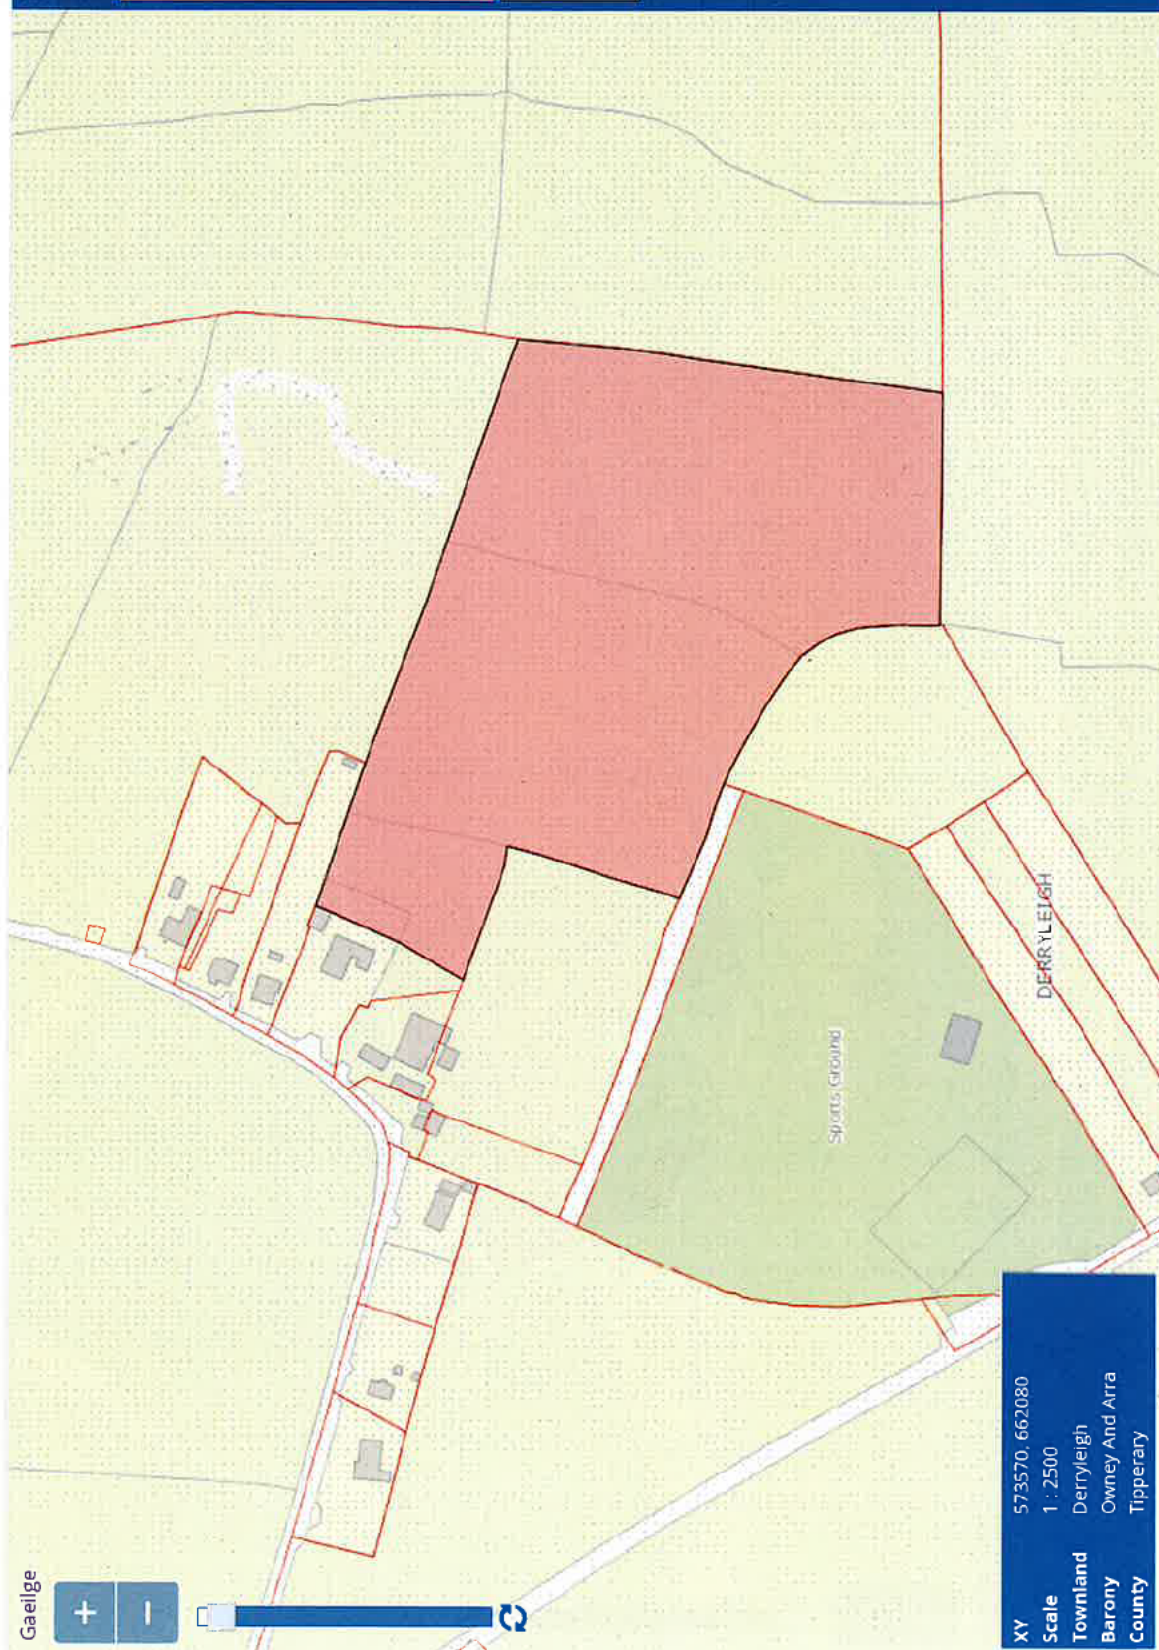 Gaeilge
+
−
Sports Ground
DERRYLEIGH
XY 573570, 662080
Scale 1 : 2500
Townland Derryleigh
Barony Owney And Arra
County Tipperary